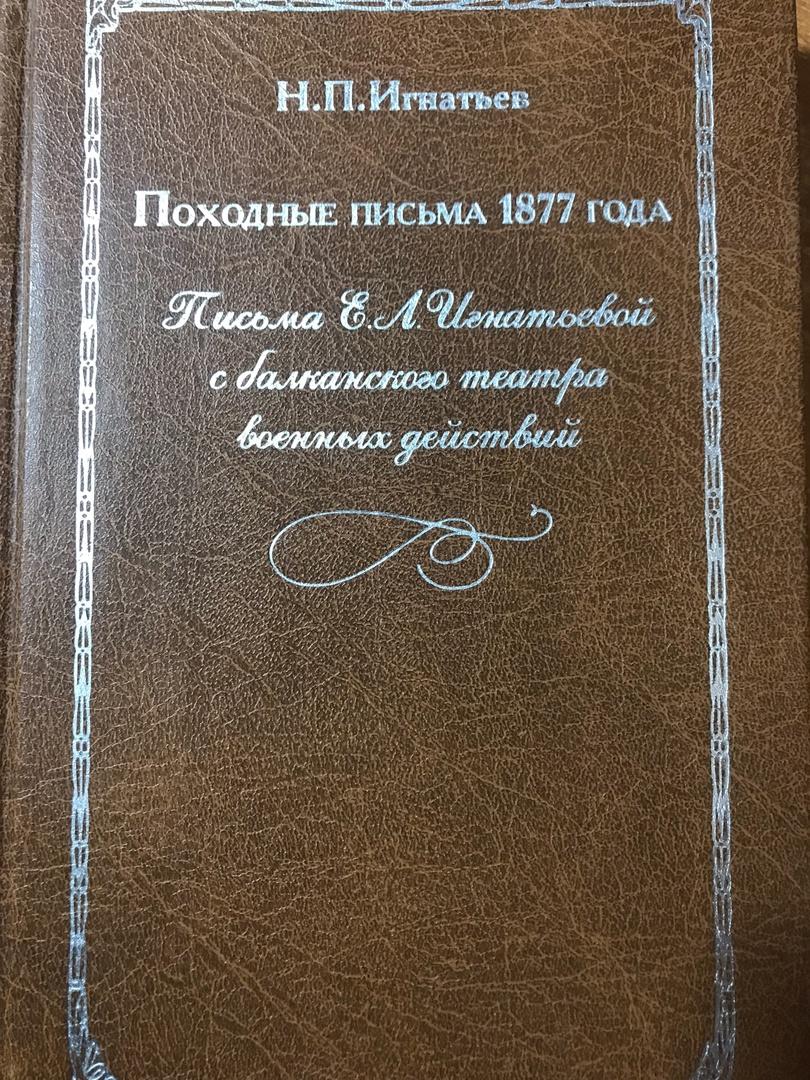 Н.П.Игнатьев
Походные письма 1877 года
Письма Е.Л.Игнатьевой
с балканского театра
военных действий